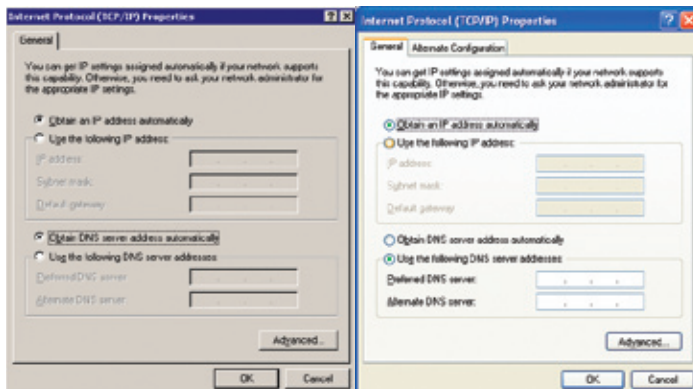 Internet Protocol (TCP/IP) Properties
General
You can get IP settings assigned automatically if your network supports
this capability. Otherwise, you need to ask your network administrator for
the appropriate IP settings.
Obtain an IP address automatically
Use the following IP address:
IP address:
Subnet mask:
Default gateway:
Obtain DNS server address automatically
Use the following DNS server addresses:
Preferred DNS server:
Alternate DNS server:
Advanced...
OK
Cancel
Internet Protocol (TCP/IP) Properties
General
Alternate Configuration
You can get IP settings assigned automatically if your network supports
this capability. Otherwise, you need to ask your network administrator for
the appropriate IP settings.
Obtain an IP address automatically
Use the following IP address:
IP address:
Subnet mask:
Default gateway:
Obtain DNS server address automatically
Use the following DNS server addresses:
Preferred DNS server:
Alternate DNS server:
Advanced...
OK
Cancel